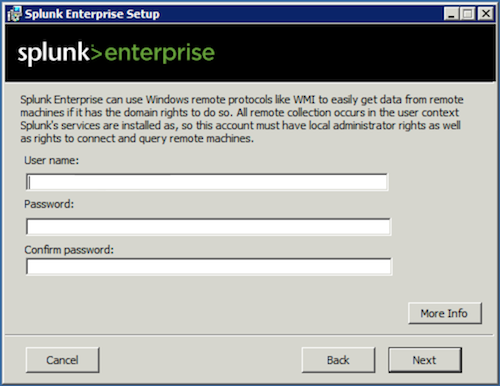 Splunk Enterprise Setup
splunk>enterprise
Splunk Enterprise can use Windows remote protocols like WMI to easily get data from remote
machines if it has the domain rights to do so. All remote collection occurs in the user context
Splunk's services are installed as, so this account must have local administrator rights as well
as rights to connect and query remote machines.
User name:
Password:
Confirm password:
More Info
Cancel
Back
Next